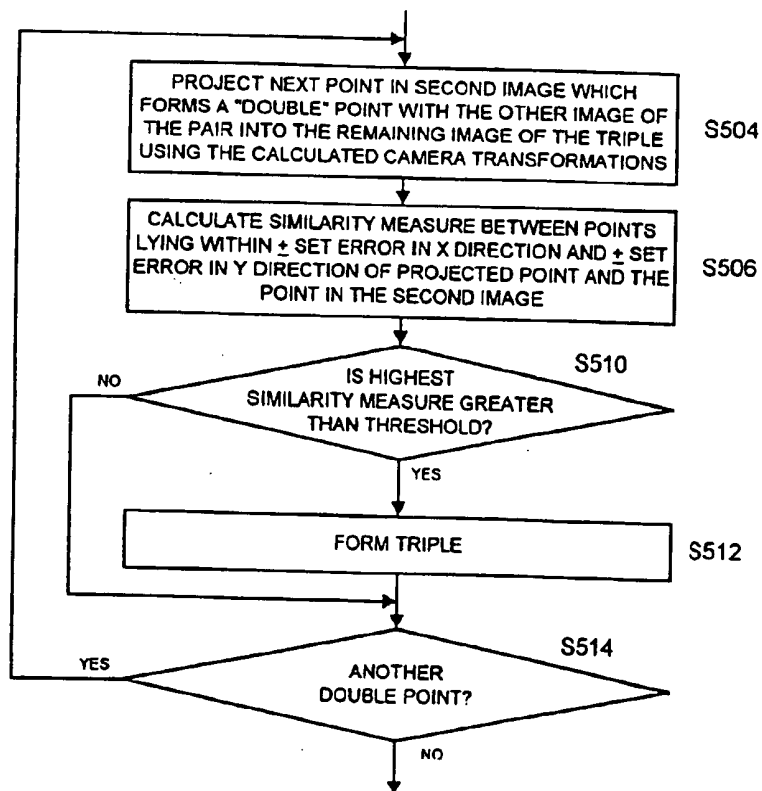 PROJECT NEXT POINT IN SECOND IMAGE WHICH
FORMS A "DOUBLE" POINT WITH THE OTHER IMAGE OF
THE PAIR INTO THE REMAINING IMAGE OF THE TRIPLE
USING THE CALCULATED CAMERA TRANSFORMATIONS
S504
CALCULATE SIMILARITY MEASURE BETWEEN POINTS
LYING WITHIN ± SET ERROR IN X DIRECTION AND ± SET
ERROR IN Y DIRECTION OF PROJECTED POINT AND THE
POINT IN THE SECOND IMAGE
S506
S510
NO
IS HIGHEST
SIMILARITY MEASURE GREATER
THAN THRESHOLD?
YES
FORM TRIPLE
S512
S514
YES
ANOTHER
DOUBLE POINT?
NO